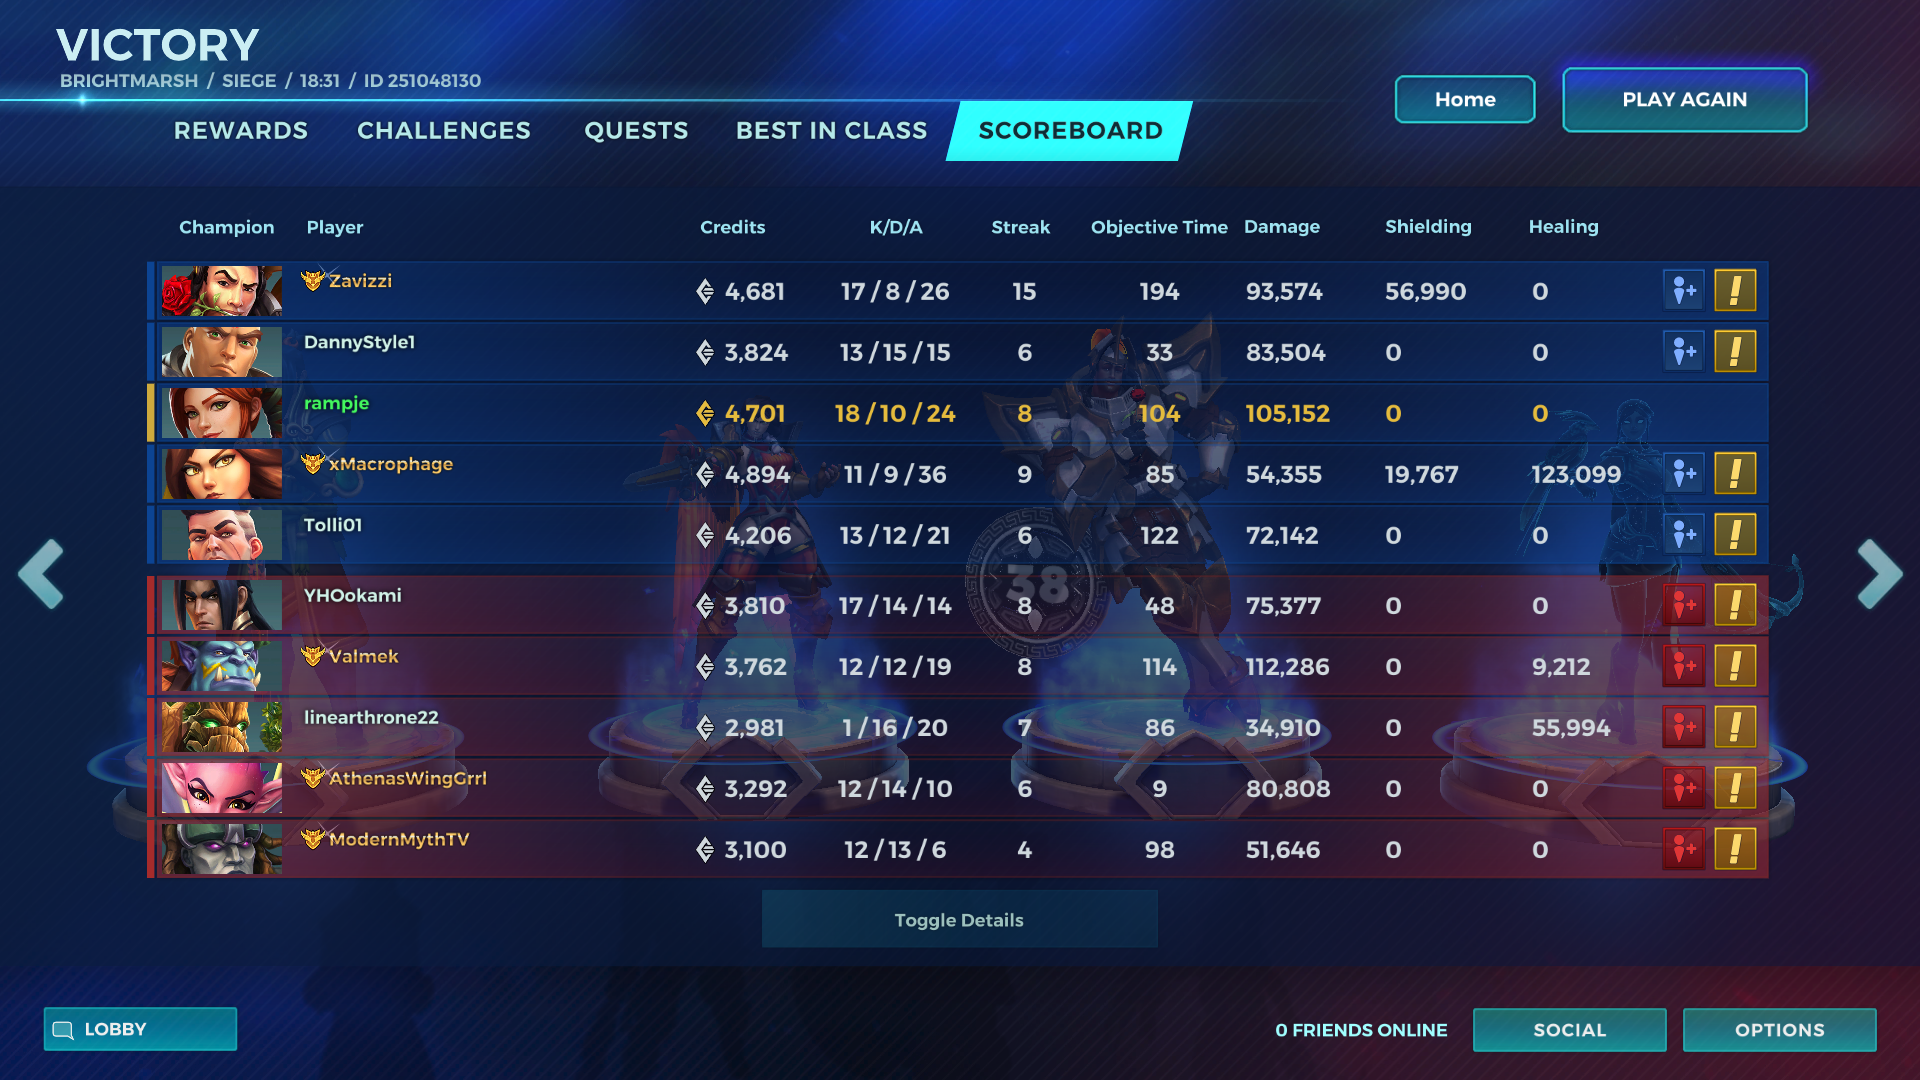 VICTORY
BRIGHTMARSH / SIEGE / 18:31 / ID 251048130
Home
PLAY AGAIN
REWARDS CHALLENGES QUESTS BEST IN CLASS SCOREBOARD
Champion Player Credits K/D/A Streak Objective Time Damage Shielding Healing
Zavizzi 4,681 17 / 8 / 26 15 194 93,574 56,990 0
DannyStyle1 3,824 13 / 15 / 15 6 33 83,504 0 0
rampje 4,701 18 / 10 / 24 8 104 105,152 0 0
xMacrophage 4,894 11 / 9 / 36 9 85 54,355 19,767 123,099
Tolli01 4,206 13 / 12 / 21 6 122 72,142 0 0
38
YHOokami 3,810 17 / 14 / 14 8 48 75,377 0 0
Valmek 3,762 12 / 12 / 19 8 114 112,286 0 9,212
linearthrone22 2,981 1 / 16 / 20 7 86 34,910 0 55,994
AthenasWingGrrl 3,292 12 / 14 / 10 6 9 80,808 0 0
ModernMythTV 3,100 12 / 13 / 6 4 98 51,646 0 0
Toggle Details
LOBBY
0 FRIENDS ONLINE
SOCIAL
OPTIONS